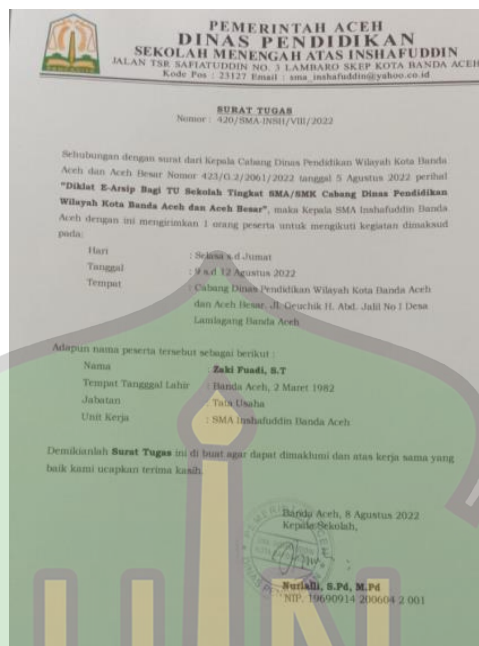 PEMERINTAH ACEH
DINAS PENDIDIKAN
SEKOLAH MENENGAH ATAS INSHAFUDDIN
JALAN TSR SAFIATUDDIN NO. 3 LAMBARO SKEP KOTA BANDA ACEH
Kode Pos : 23127 Email : sma_inshafuddin@yahoo.co.id
SURAT TUGAS
Nomor : 420/SMA-INSH/VIII/2022
Sehubungan dengan surat dari Kepala Cabang Dinas Pendidikan Wilayah Kota Banda
Aceh dan Aceh Besar Nomor 423/G.2/2061/2022 tanggal 5 Agustus 2022 perihal
"Diklat E-Arsip Bagi TU Sekolah Tingkat SMA/SMK Cabang Dinas Pendidikan
Wilayah Kota Banda Aceh dan Aceh Besar", maka Kepala SMA Inshafuddin Banda
Aceh dengan ini mengirimkan 1 orang peserta untuk mengikuti kegiatan dimaksud
pada:
Hari : Selasa s.d Jumat
Tanggal : 9 s.d 12 Agustus 2022
Tempat : Cabang Dinas Pendidikan Wilayah Kota Banda Aceh
dan Aceh Besar, Jl. Geuchik H. Abd. Jalil No 1 Desa
Lamlagang Banda Aceh
Adapun nama peserta tersebut sebagai berikut :
Nama : Zaki Fuadi, S.T
Tempat Tangggal Lahir : Banda Aceh, 2 Maret 1982
Jabatan : Tata Usaha
Unit Kerja : SMA Inshafuddin Banda Aceh
Demikianlah Surat Tugas ini di buat agar dapat dimaklumi dan atas kerja sama yang
baik kami ucapkan terima kasih.
Banda Aceh, 8 Agustus 2022
Kepala Sekolah,
Nurlaili, S.Pd, M.Pd
NIP. 19690914 200604 2 001